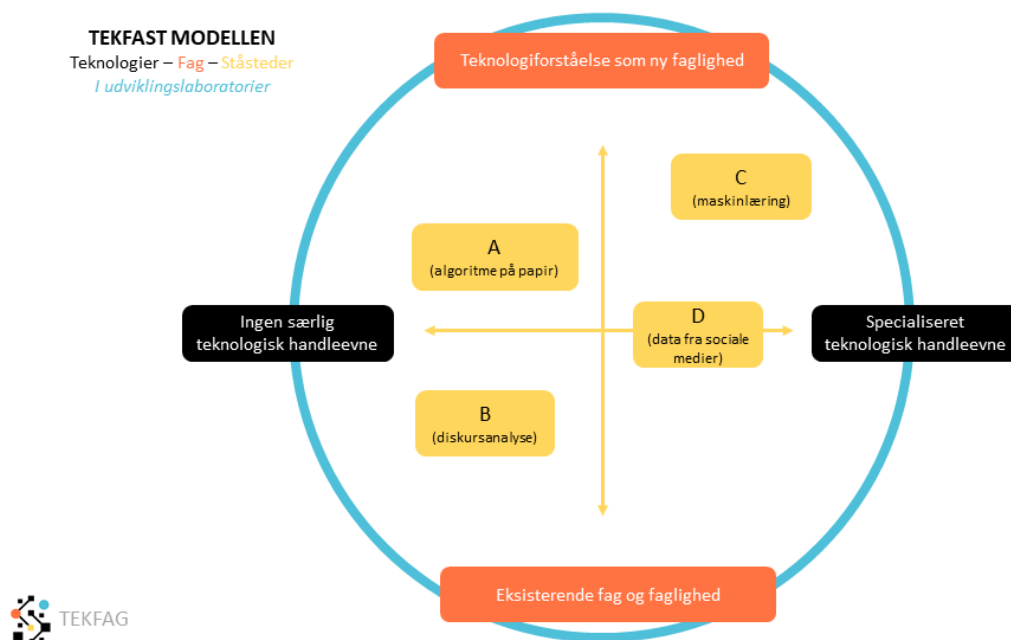 TEKFAST MODELLEN
Teknologier – Fag – Ståsteder
I udviklingslaboratorier
Teknologiforståelse som ny faglighed
C
(maskinlæring)
A
(algoritme på papir)
Ingen særlig
teknologisk handleevne
D
(data fra sociale
medier)
Specialiseret
teknologisk handleevne
B
(diskursanalyse)
Eksisterende fag og faglighed
TEKFAG